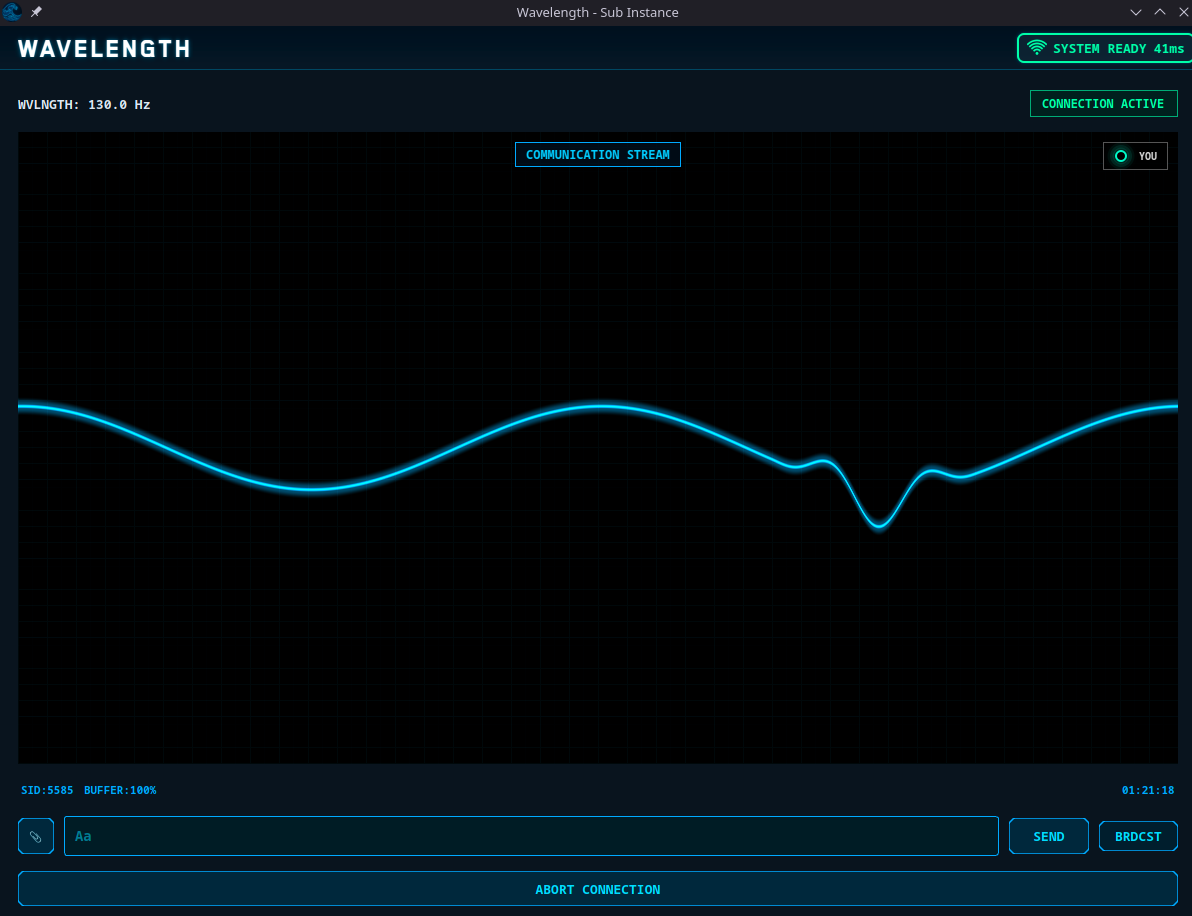 Wavelength - Sub Instance
WAVELENGTH
SYSTEM READY 41ms
WVLNGTH: 130.0 Hz
CONNECTION ACTIVE
COMMUNICATION STREAM
YOU
SID:5585 BUFFER:100%
01:21:18
Aa
SEND
BRDCST
ABORT CONNECTION